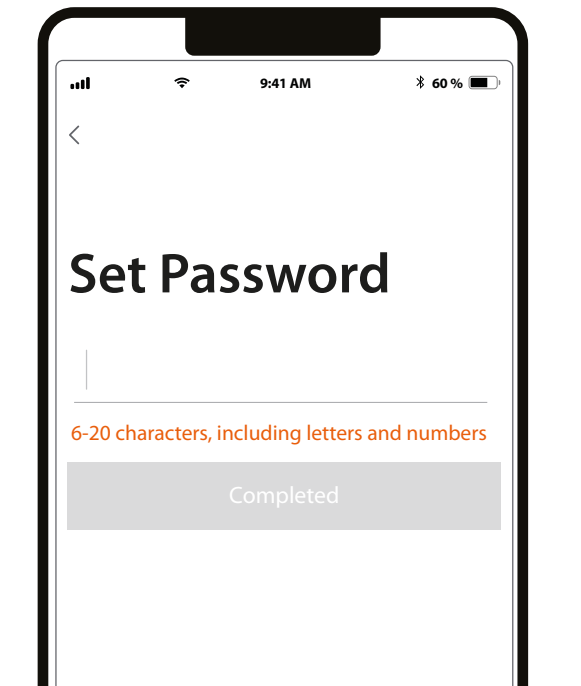 9:41 AM 60 %
Set Password
6-20 characters, including letters and numbers
Completed